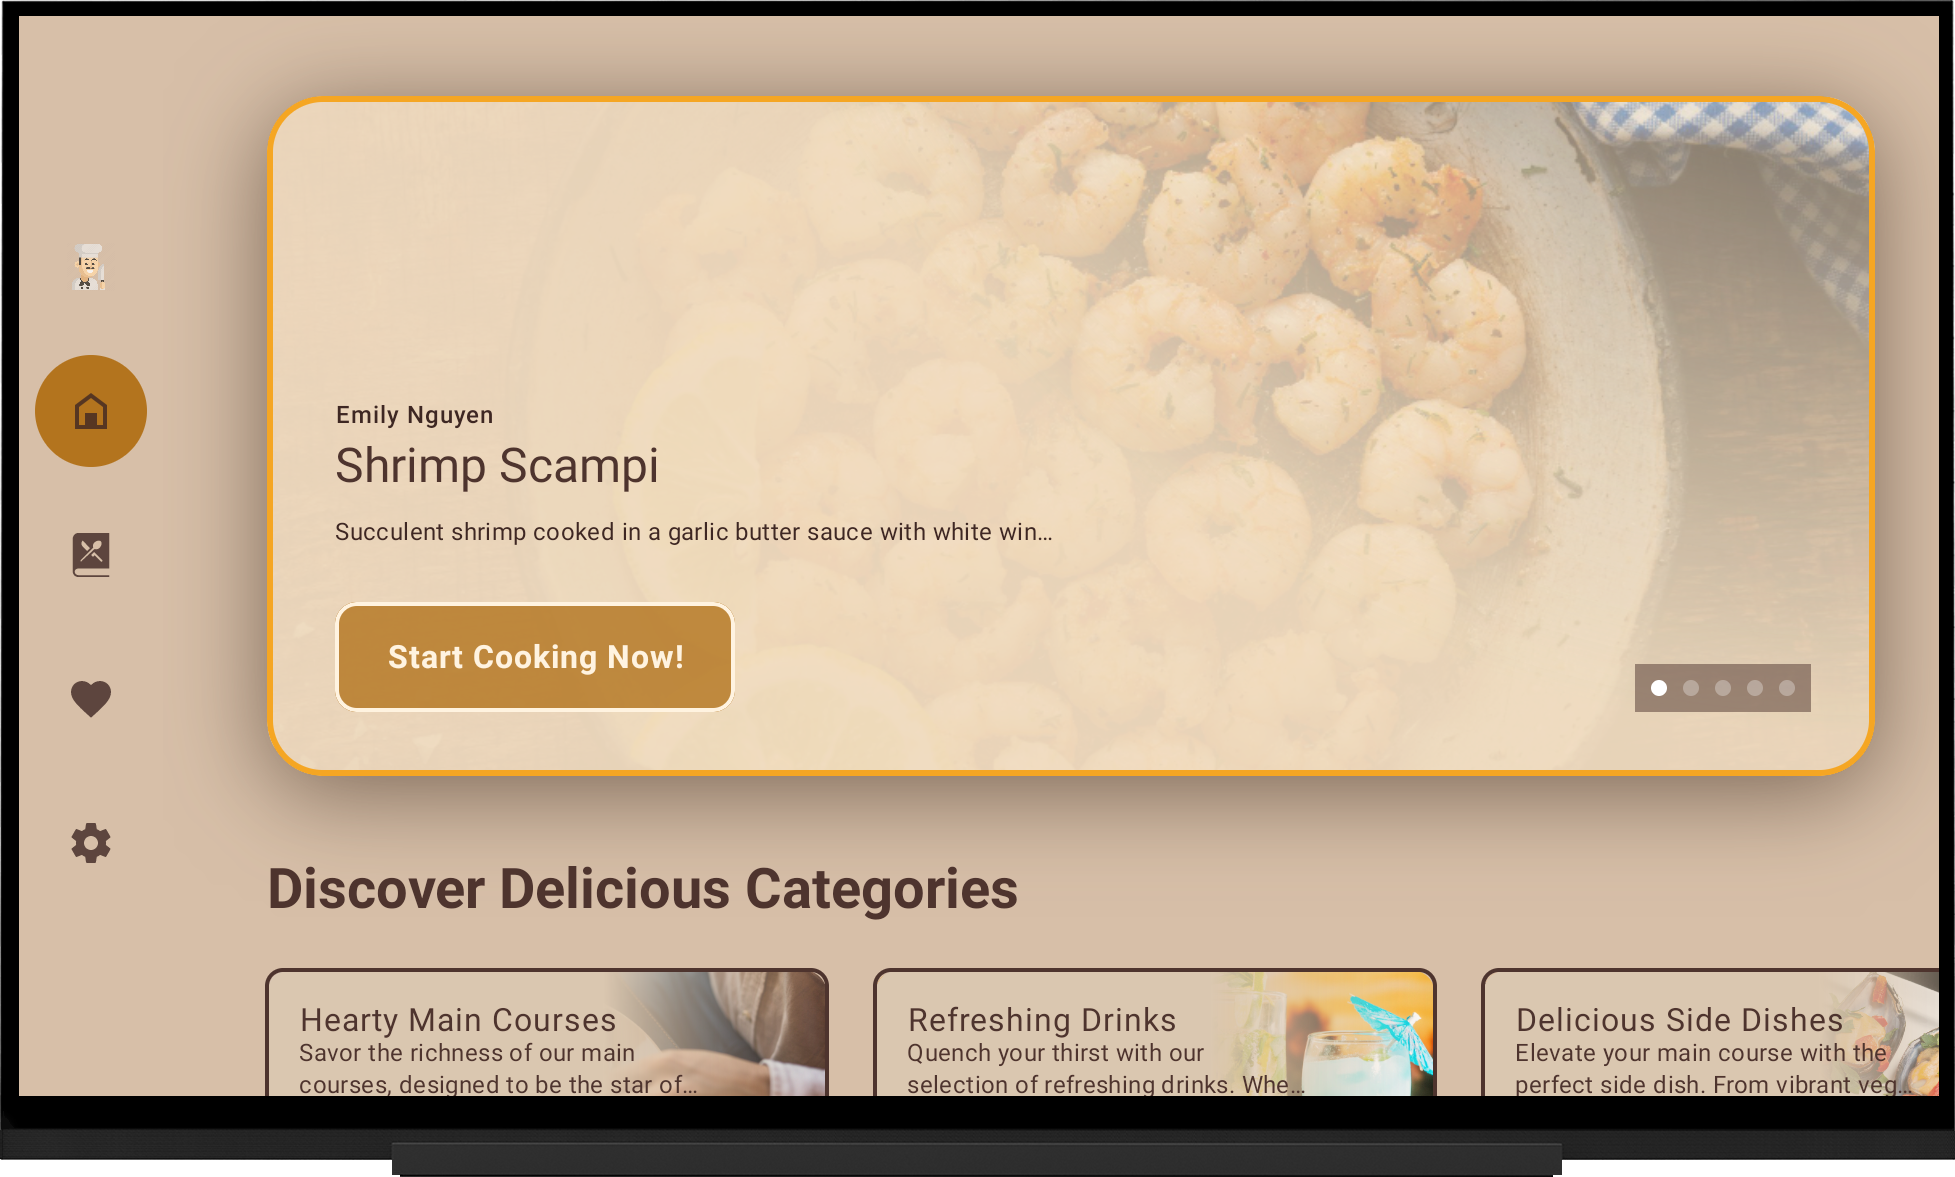 Emily Nguyen
Shrimp Scampi
Succulent shrimp cooked in a garlic butter sauce with white win…
Start Cooking Now!
Discover Delicious Categories
Hearty Main Courses
Savor the richness of our main
courses, designed to be the star of…
Refreshing Drinks
Quench your thirst with our
selection of refreshing drinks. Whe…
Delicious Side Dishes
Elevate your main course with the
perfect side dish. From vibrant veg…